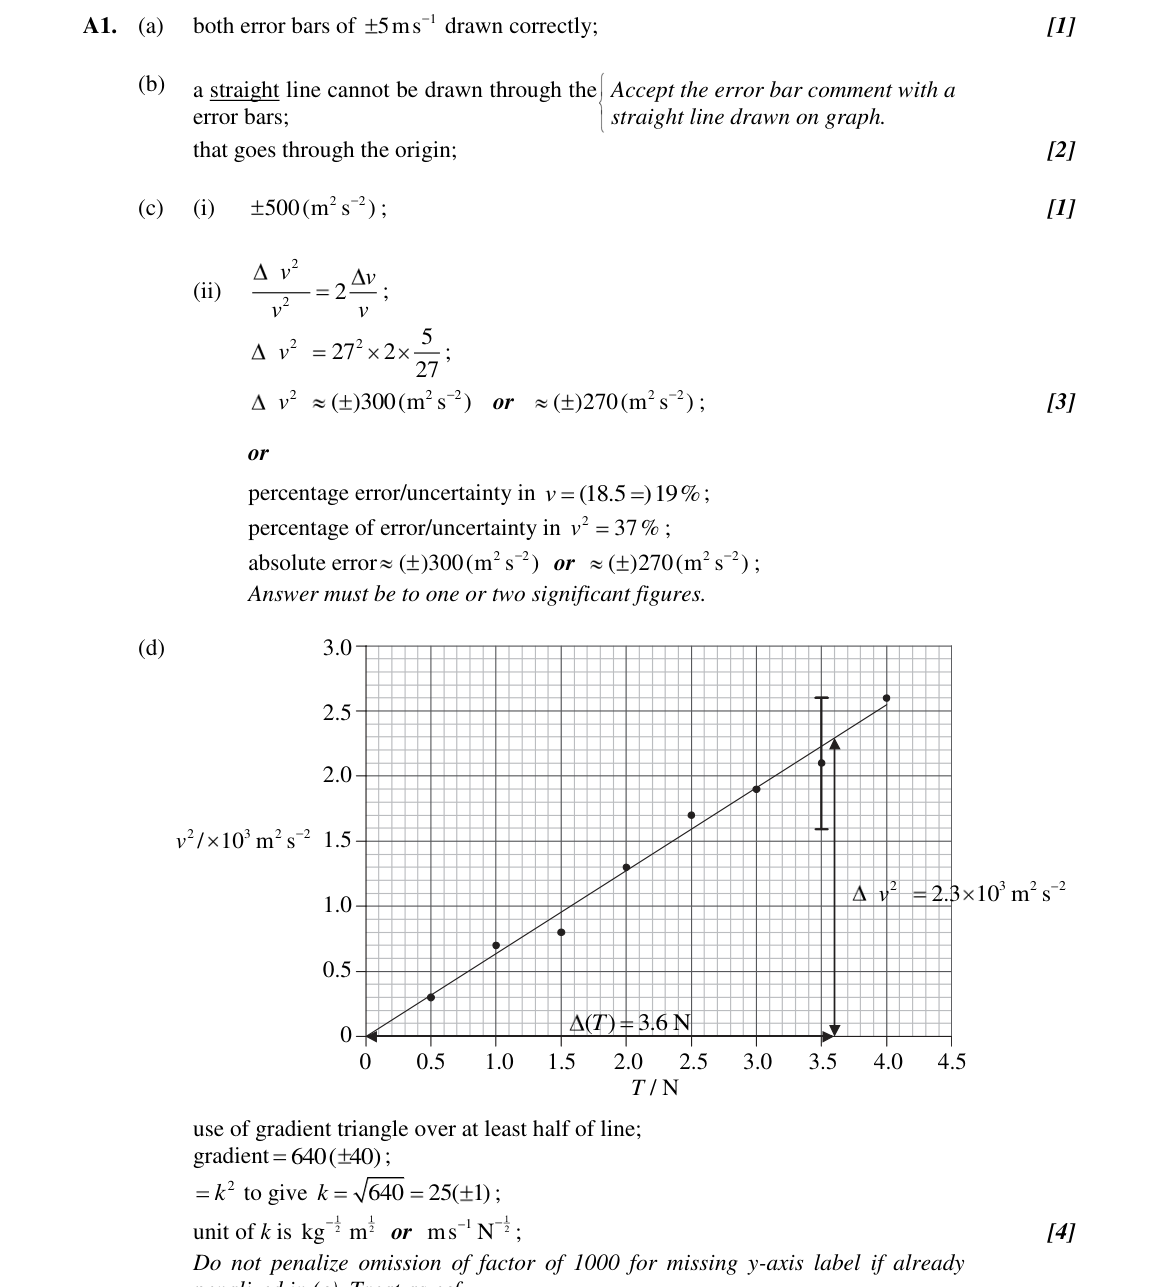 A1. (a) both error bars of ±5 m s⁻¹ drawn correctly; [1]
(b) a straight line cannot be drawn through the { Accept the error bar comment with a
error bars; straight line drawn on graph.
that goes through the origin; [2]
(c) (i) ±500 (m² s⁻²) ; [1]
(ii) Δ v² / v² = 2 Δv / v ;
Δ v² = 27² × 2 × 5/27 ;
Δ v² ≈ (±)300 (m² s⁻²) or ≈ (±)270 (m² s⁻²) ; [3]
or
percentage error/uncertainty in v = (18.5 =) 19 % ;
percentage of error/uncertainty in v² = 37 % ;
absolute error ≈ (±)300 (m² s⁻²) or ≈ (±)270 (m² s⁻²) ;
Answer must be to one or two significant figures.
(d) 3.0
2.5
2.0
v² / ×10³ m² s⁻² 1.5
Δ v² = 2.3×10³ m² s⁻²
1.0
0.5
Δ(T) = 3.6 N
0
0 0.5 1.0 1.5 2.0 2.5 3.0 3.5 4.0 4.5
T / N
use of gradient triangle over at least half of line;
gradient = 640 (±40) ;
= k² to give k = √640 = 25(±1) ;
unit of k is kg^(-1/2) m^(1/2) or m s⁻¹ N^(-1/2) ; [4]
Do not penalize omission of factor of 1000 for missing y-axis label if already